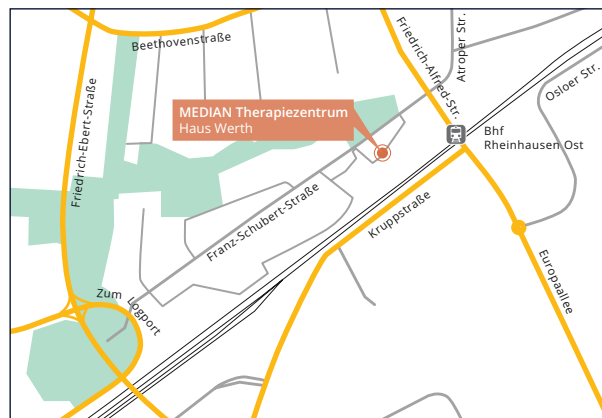 Beethovenstraße
Friedrich-Ebert-Straße
Friedrich-Alfred-Str.
Atroper Str.
Osloer Str.
MEDIAN Therapiezentrum
Haus Werth
Bhf
Rheinhausen Ost
Franz-Schubert-Straße
Kruppstraße
Europaallee
Zum Logport